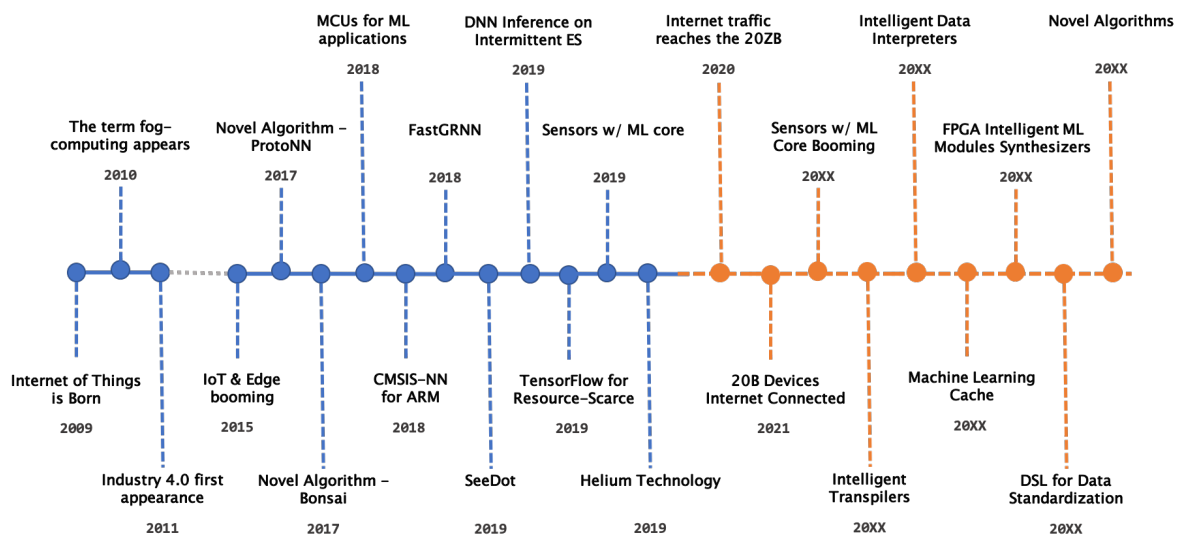 MCUs for ML
applications
2018
DNN Inference on
Intermittent ES
2019
Internet traffic
reaches the 20ZB
2020
Intelligent Data
Interpreters
20XX
Novel Algorithms
20XX
The term fog-
computing appears
2010
Novel Algorithm -
ProtoNN
2017
FastGRNN
2018
Sensors w/ ML core
2019
Sensors w/ ML
Core Booming
20XX
FPGA Intelligent ML
Modules Synthesizers
20XX
Internet of Things
is Born
2009
IoT & Edge
booming
2015
CMSIS-NN
for ARM
2018
TensorFlow for
Resource-Scarce
2019
20B Devices
Internet Connected
2021
Machine Learning
Cache
20XX
Industry 4.0 first
appearance
2011
Novel Algorithm -
Bonsai
2017
SeeDot
2019
Helium Technology
2019
Intelligent
Transpilers
20XX
DSL for Data
Standardization
20XX